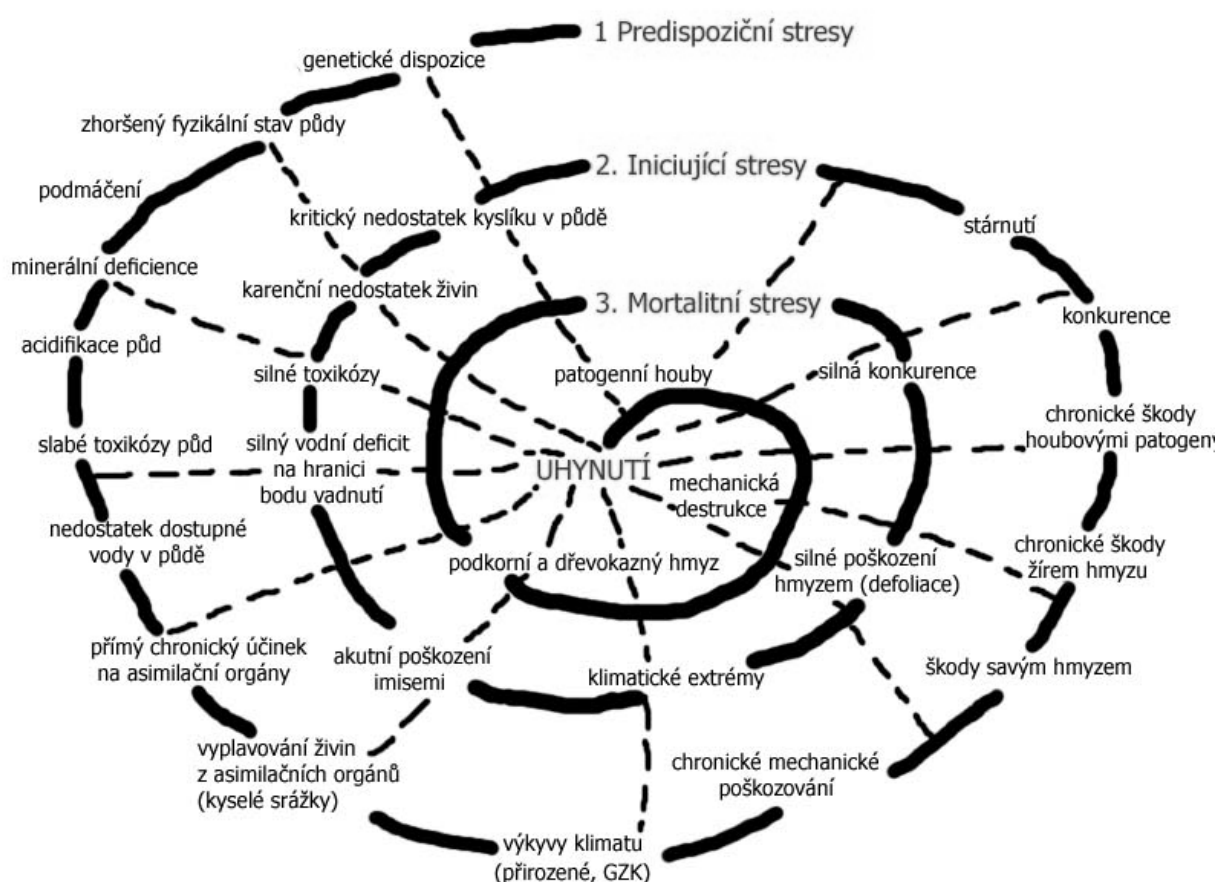 1 Predispoziční stresy
genetické dispozice
zhoršený fyzikální stav půdy
podmáčení
minerální deficience
acidifikace půd
slabé toxikózy půd
nedostatek dostupné
vody v půdě
přímý chronický účinek
na asimilační orgány
vyplavování živin
z asimilačních orgánů
(kyselé srážky)
výkyvy klimatu
(přirozené, GZK)
chronické mechanické
poškozování
škody savým hmyzem
chronické škody
žírem hmyzu
chronické škody
houbovými patogeny
konkurence
stárnutí
2. Iniciující stresy
kritický nedostatek kyslíku v půdě
karenční nedostatek živin
silné toxikózy
silný vodní deficit
na hranici
bodu vadnutí
akutní poškození
imisemi
klimatické extrémy
silné poškození
hmyzem (defoliace)
silná konkurence
3. Mortalitní stresy
podkorní a dřevokazný hmyz
mechanická
destrukce
patogenní houby
UHYNUTÍ